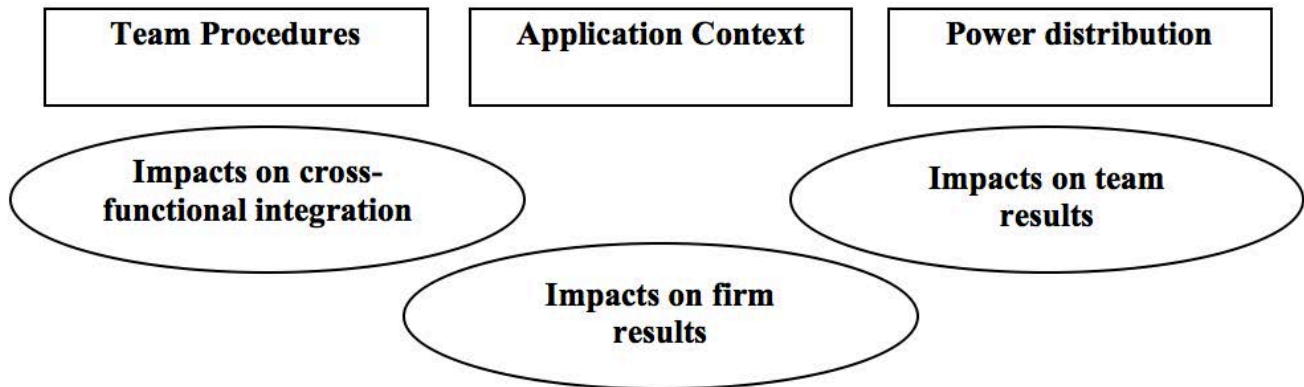 Team Procedures
Application Context
Power distribution
Impacts on cross-
functional integration
Impacts on team
results
Impacts on firm
results